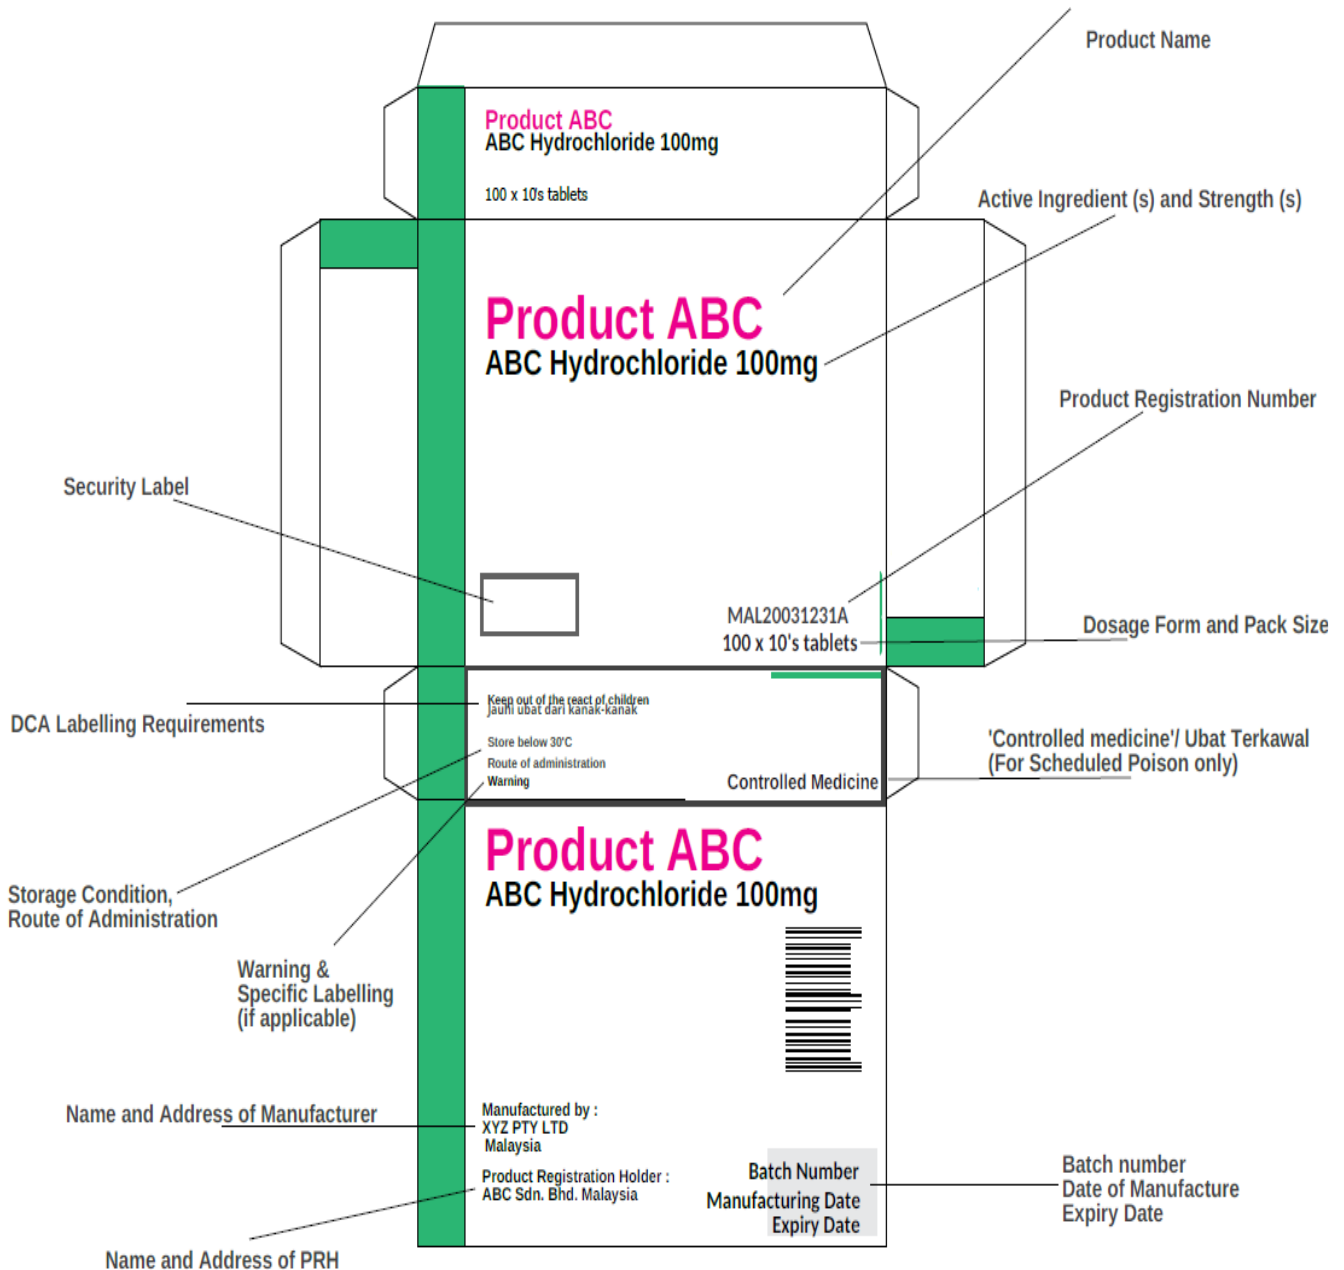 Product Name
Product ABC
ABC Hydrochloride 100mg
100 x 10's tablets
Active Ingredient (s) and Strength (s)
Product ABC
ABC Hydrochloride 100mg
Product Registration Number
Security Label
MAL20031231A
100 x 10's tablets
Dosage Form and Pack Size
Keep out of the react of children
Jauhi ubat dari kanak-kanak
DCA Labelling Requirements
Store below 30'C
Route of administration
Warning
Controlled Medicine
'Controlled medicine'/ Ubat Terkawal
(For Scheduled Poison only)
Product ABC
ABC Hydrochloride 100mg
Storage Condition,
Route of Administration
Warning &
Specific Labelling
(if applicable)
Name and Address of Manufacturer
Manufactured by :
XYZ PTY LTD
Malaysia
Product Registration Holder :
ABC Sdn. Bhd. Malaysia
Batch Number
Manufacturing Date
Expiry Date
Batch number
Date of Manufacture
Expiry Date
Name and Address of PRH